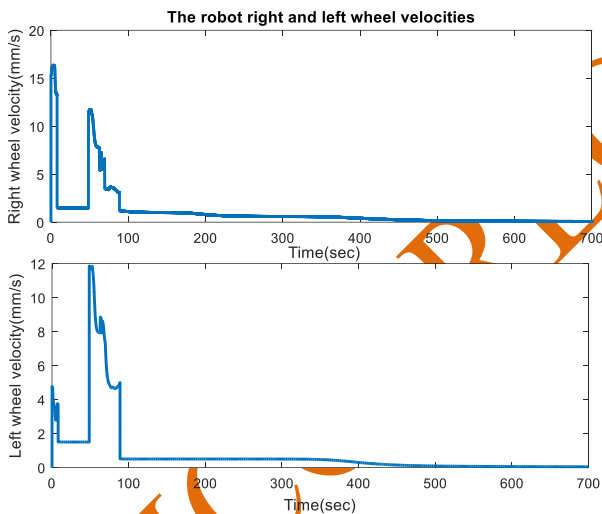 The robot right and left wheel velocities
Right wheel velocity(mm/s)
20
15
10
5
0
0 100 200 300 400 500 600 700
Time(sec)
Left wheel velocity(mm/s)
12
10
8
6
4
2
0
0 100 200 300 400 500 600 700
Time(sec)